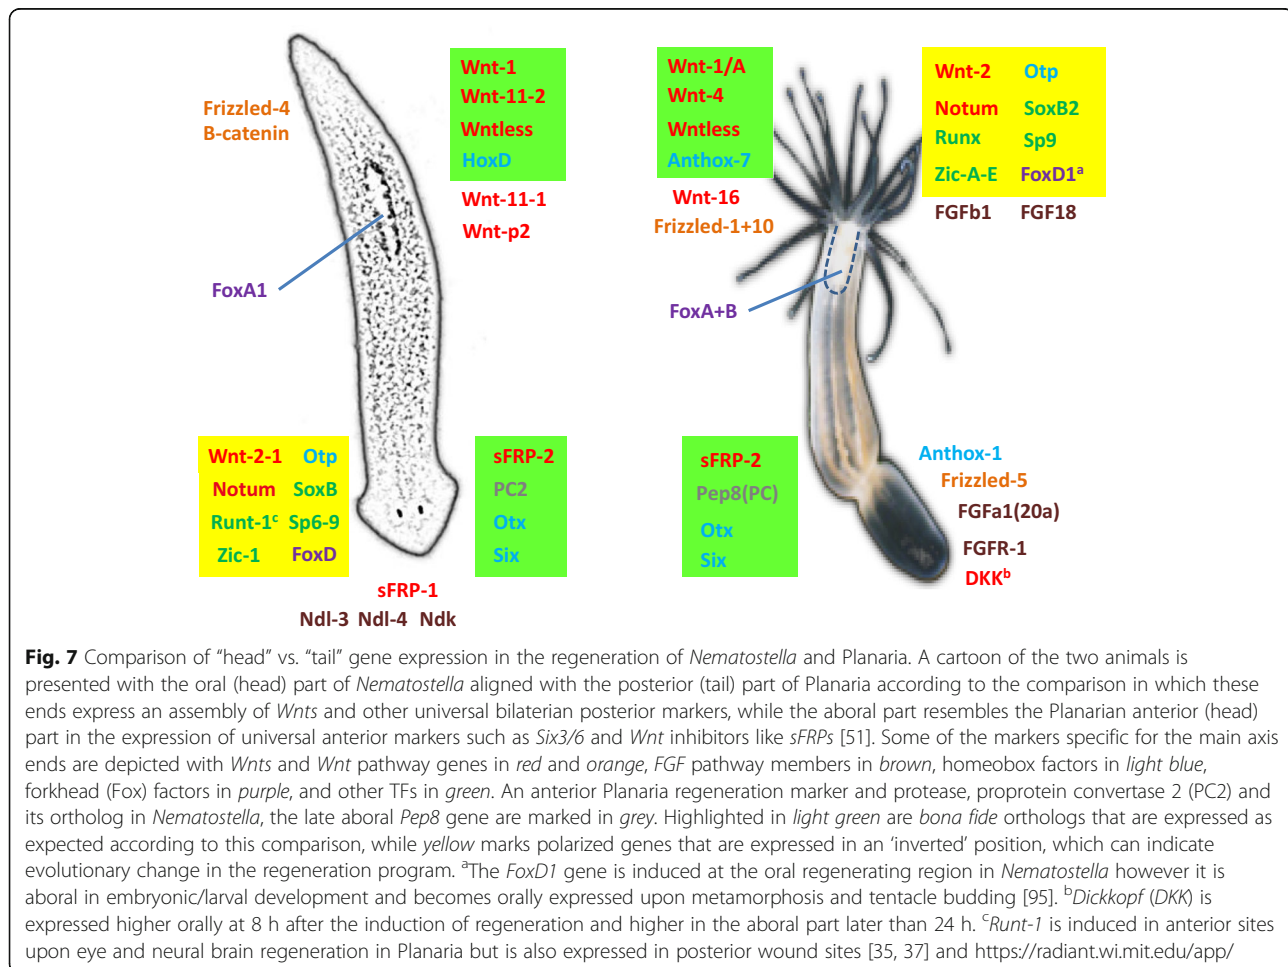 Frizzled-4
B-catenin
Wnt-1
Wnt-11-2
Wntless
HoxD
Wnt-11-1
Wnt-p2
FoxA1
Wnt-2-1 Otp
Notum SoxB
Runt-1c Sp6-9
Zic-1 FoxD
sFRP-2
PC2
Otx
Six
sFRP-1
Ndl-3 Ndl-4 Ndk
Wnt-1/A
Wnt-4
Wntless
Anthox-7
Wnt-16
Frizzled-1+10
FoxA+B
Wnt-2 Otp
Notum SoxB2
Runx Sp9
Zic-A-E FoxD1a
FGFb1 FGF18
sFRP-2
Pep8(PC)
Otx
Six
Anthox-1
Frizzled-5
FGFa1(20a)
FGFR-1
DKKb
Fig. 7 Comparison of "head" vs. "tail" gene expression in the regeneration of Nematostella and Planaria. A cartoon of the two animals is
presented with the oral (head) part of Nematostella aligned with the posterior (tail) part of Planaria according to the comparison in which these
ends express an assembly of Wnts and other universal bilaterian posterior markers, while the aboral part resembles the Planarian anterior (head)
part in the expression of universal anterior markers such as Six3/6 and Wnt inhibitors like sFRPs [51]. Some of the markers specific for the main axis
ends are depicted with Wnts and Wnt pathway genes in red and orange, FGF pathway members in brown, homeobox factors in light blue,
forkhead (Fox) factors in purple, and other TFs in green. An anterior Planaria regeneration marker and protease, proprotein convertase 2 (PC2) and
its ortholog in Nematostella, the late aboral Pep8 gene are marked in grey. Highlighted in light green are bona fide orthologs that are expressed as
expected according to this comparison, while yellow marks polarized genes that are expressed in an 'inverted' position, which can indicate
evolutionary change in the regeneration program. aThe FoxD1 gene is induced at the oral regenerating region in Nematostella however it is
aboral in embryonic/larval development and becomes orally expressed upon metamorphosis and tentacle budding [95]. bDickkopf (DKK) is
expressed higher orally at 8 h after the induction of regeneration and higher in the aboral part later than 24 h. cRunt-1 is induced in anterior sites
upon eye and neural brain regeneration in Planaria but is also expressed in posterior wound sites [35, 37] and https://radiant.wi.mit.edu/app/